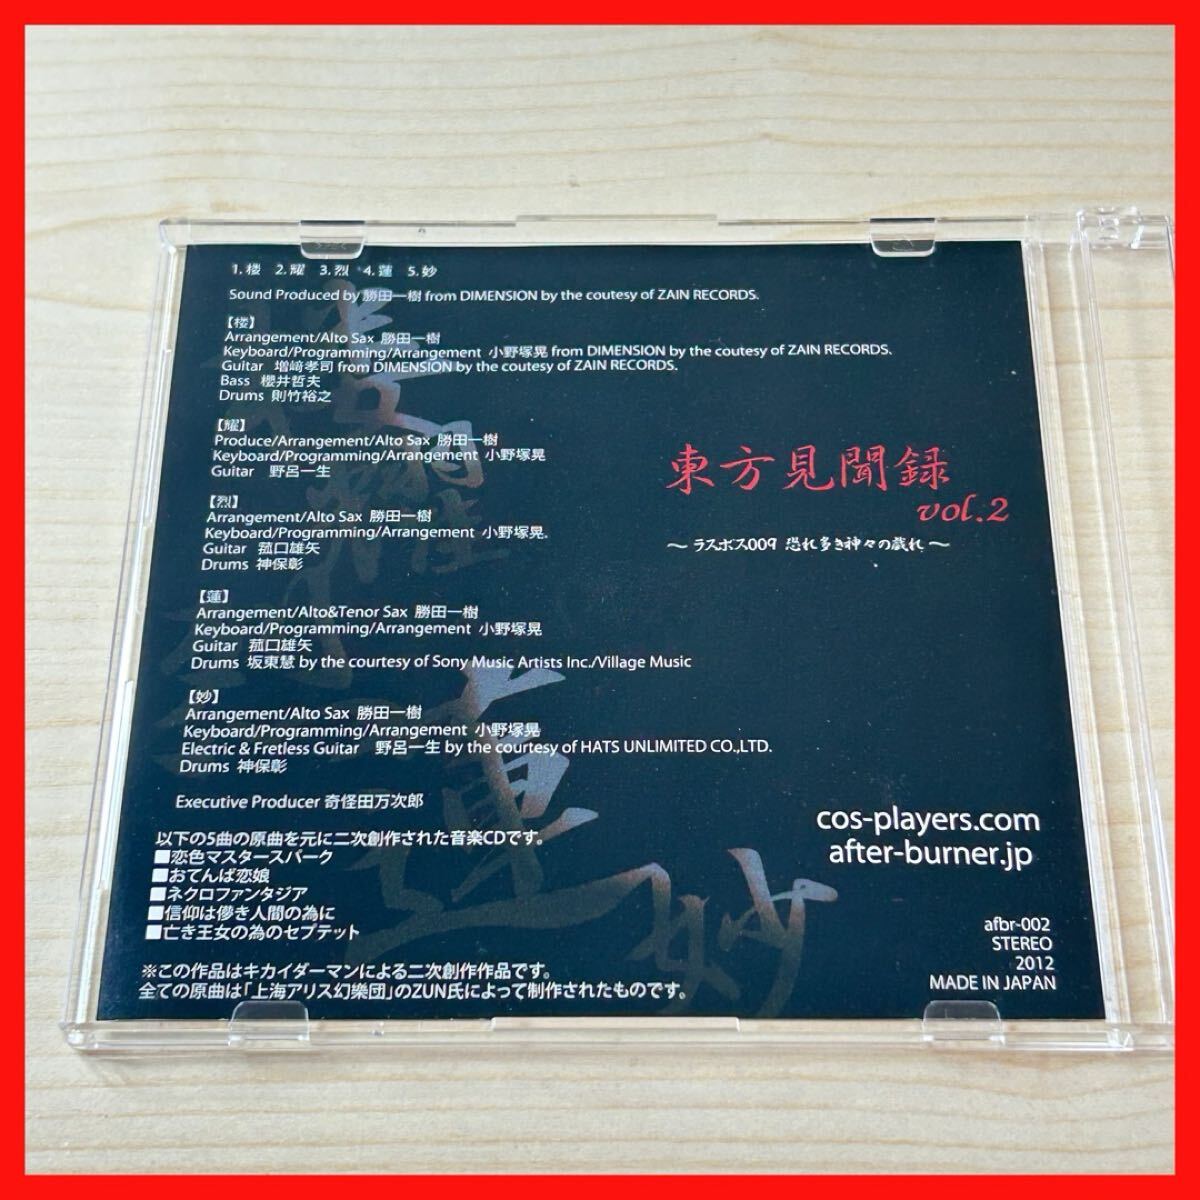 1. 楼　2. 耀　3. 烈　4. 蓮　5. 妙
Sound Produced by 勝田一樹 from DIMENSION by the coutesy of ZAIN RECORDS.
【楼】
Arrangement/Alto Sax 勝田一樹
Keyboard/Programming/Arrangement 小野塚晃 from DIMENSION by the coutesy of ZAIN RECORDS.
Guitar 増﨑孝司 from DIMENSION by the coutesy of ZAIN RECORDS.
Bass 櫻井哲夫
Drums 則竹裕之
【耀】
Produce/Arrangement/Alto Sax 勝田一樹
Keyboard/Programming/Arrangement 小野塚晃
Guitar 野呂一生
【烈】
Arrangement/Alto Sax 勝田一樹
Keyboard/Programming/Arrangement 小野塚晃.
Guitar 菰口雄矢
Drums 神保彰
【蓮】
Arrangement/Alto&Tenor Sax 勝田一樹
Keyboard/Programming/Arrangement 小野塚晃
Guitar 菰口雄矢
Drums 坂東慧 by the courtesy of Sony Music Artists Inc./Village Music
【妙】
Arrangement/Alto Sax 勝田一樹
Keyboard/Programming/Arrangement 小野塚晃
Electric & Fretless Guitar 野呂一生 by the courtesy of HATS UNLIMITED CO.,LTD.
Drums 神保彰
Executive Producer 奇怪田万次郎
以下の5曲の原曲を元に二次創作された音楽CDです。
■恋色マスタースパーク
■おてんば恋娘
■ネクロファンタジア
■信仰は儚き人間の為に
■亡き王女の為のセプテット
※この作品はキカイダーマンによる二次創作作品です。
全ての原曲は「上海アリス幻樂団」のZUN氏によって制作されたものです。
東方見聞録
vol.2
～ラスボス009 恐れ多き神々の戯れ～
cos-players.com
after-burner.jp
afbr-002
STEREO
2012
MADE IN JAPAN
楼
耀
烈
蓮
妙